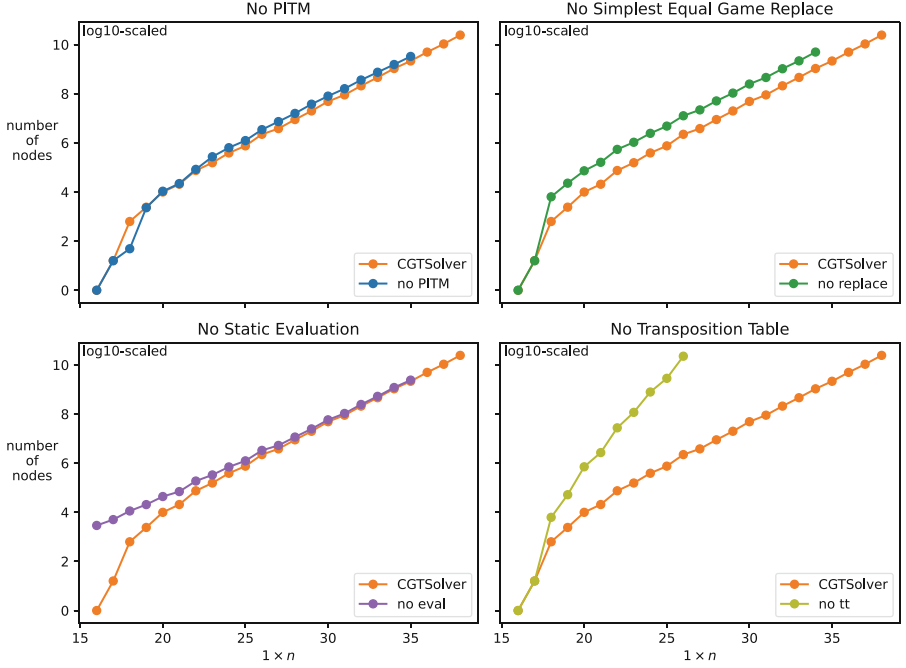 No PITM
log10-scaled
10
8
6
4
2
0
number
of
nodes
CGTSolver
no PITM
No Simplest Equal Game Replace
log10-scaled
CGTSolver
no replace
No Static Evaluation
log10-scaled
10
8
6
4
2
0
number
of
nodes
CGTSolver
no eval
15 20 25 30 35
1 × n
No Transposition Table
log10-scaled
CGTSolver
no tt
15 20 25 30 35
1 × n